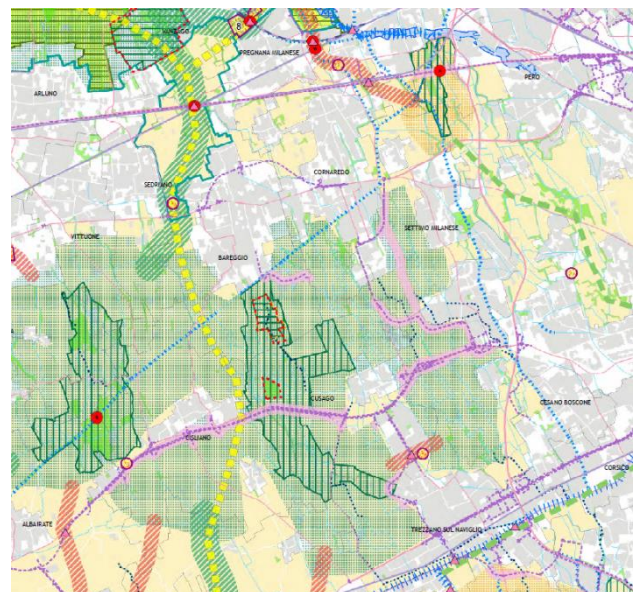 8
PREGNANA MILANESE
ARLUNO
PERO
CORNAREDO
SEDRIANO
VITTUONE
SETTIMO MILANESE
BAREGGIO
CUSAGO
CESANO BOSCONE
CISLIANO
CORSICO
ALBAIRATE
TREZZANO SUL NAVIGLIO